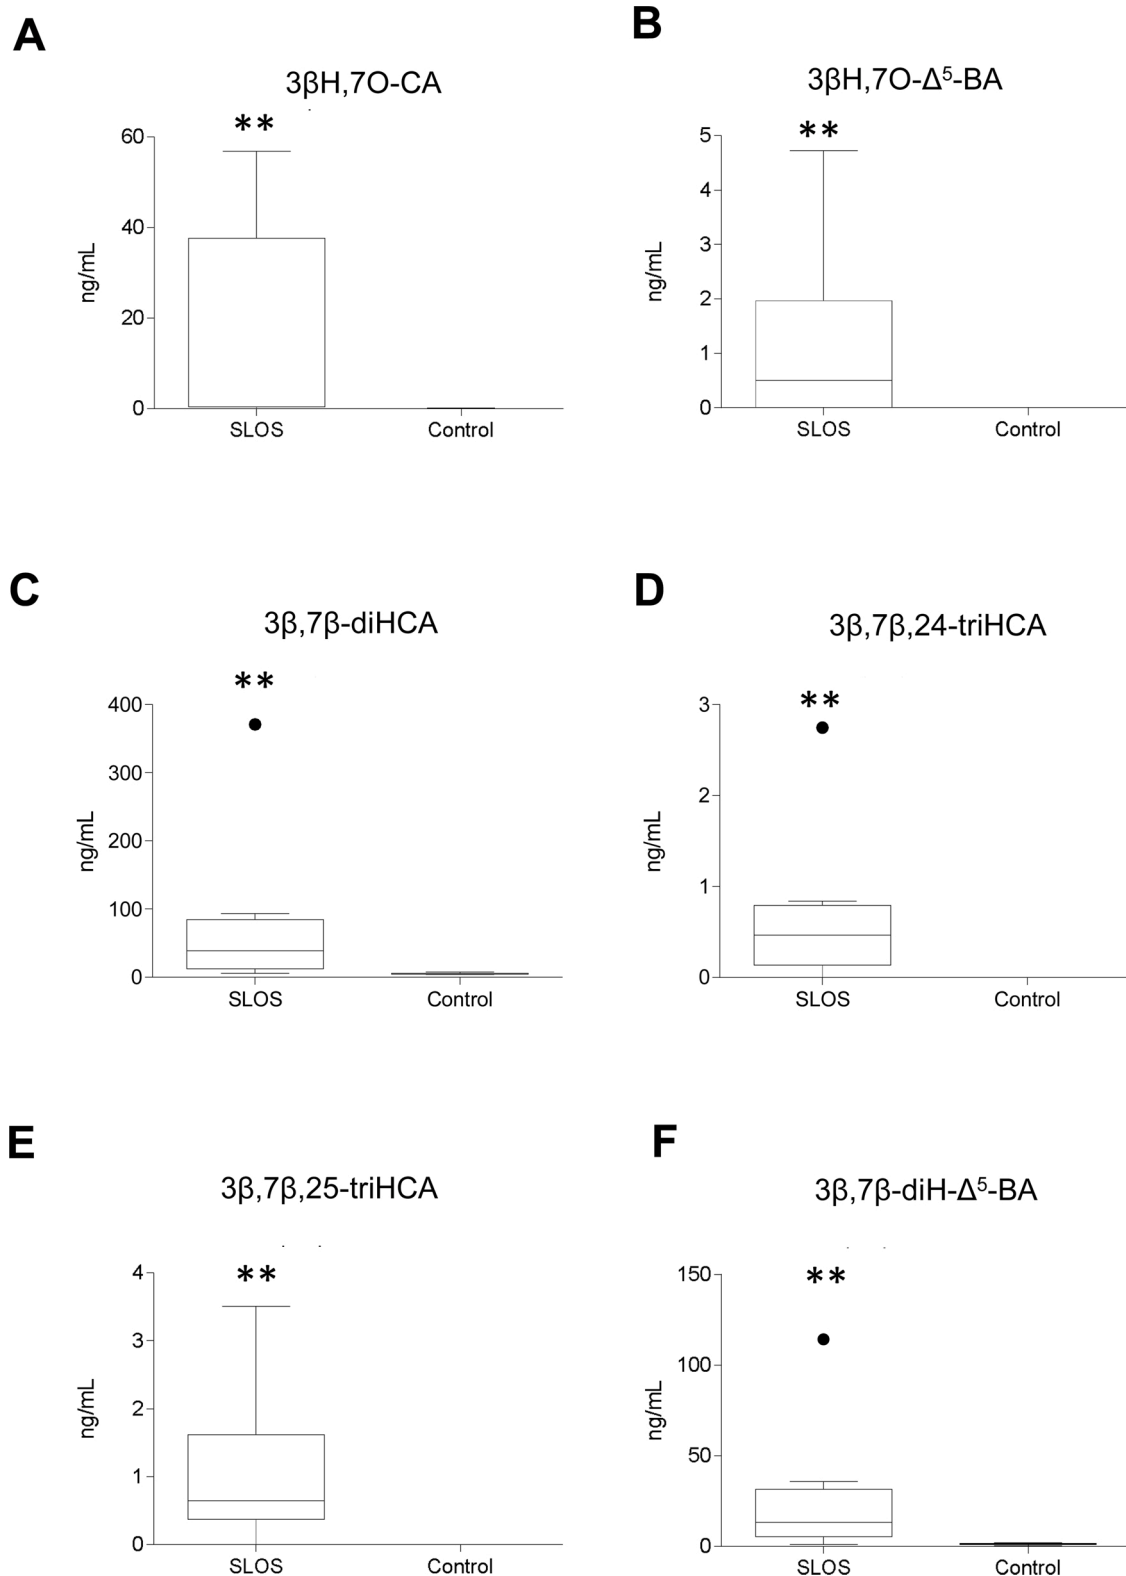 A
3βH,7O-CA
**
60
40
20
0
ng/mL
SLOS
Control
B
3βH,7O-Δ⁵-BA
**
5
4
3
2
1
0
ng/mL
SLOS
Control
C
3β,7β-diHCA
**
400
300
200
100
0
ng/mL
SLOS
Control
D
3β,7β,24-triHCA
**
3
2
1
0
ng/mL
SLOS
Control
E
3β,7β,25-triHCA
**
4
3
2
1
0
ng/mL
SLOS
Control
F
3β,7β-diH-Δ⁵-BA
**
150
100
50
0
ng/mL
SLOS
Control